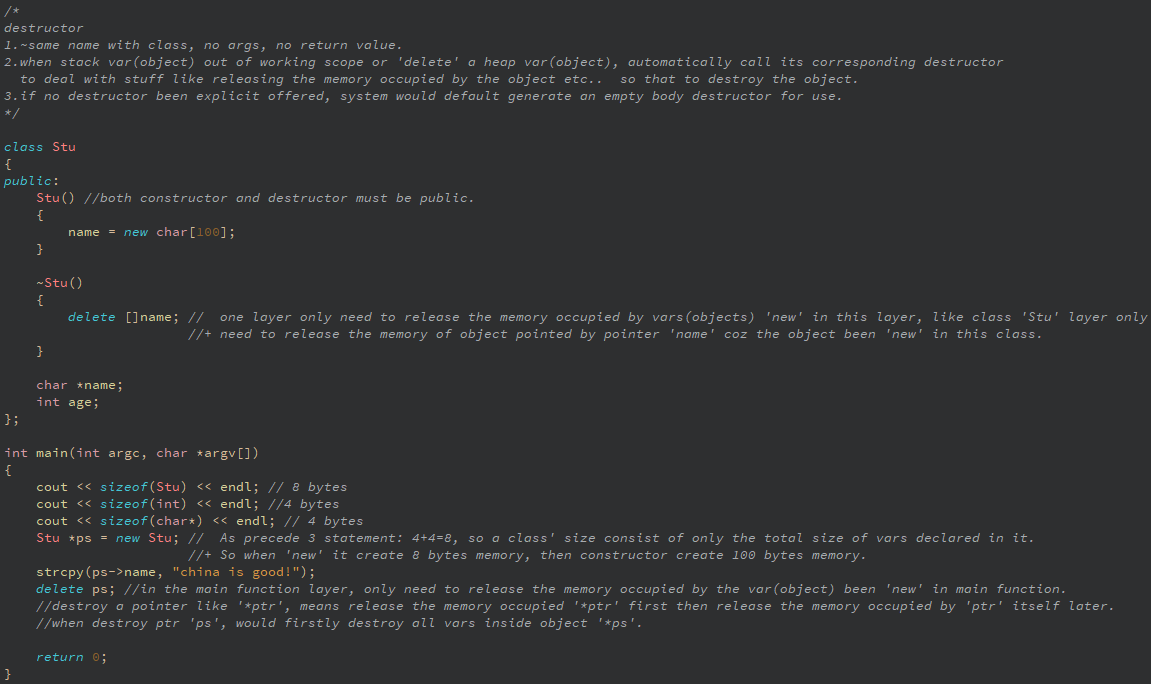 /*
destructor
1.~same name with class, no args, no return value.
2.when stack var(object) out of working scope or 'delete' a heap var(object), automatically call its corresponding destructor
  to deal with stuff like releasing the memory occupied by the object etc..  so that to destroy the object.
3.if no destructor been explicit offered, system would default generate an empty body destructor for use.
*/

class Stu
{
public:
    Stu() //both constructor and destructor must be public.
    {
        name = new char[100];
    }

    ~Stu()
    {
        delete []name; //  one layer only need to release the memory occupied by vars(objects) 'new' in this layer, like class 'Stu' layer only
                       //+ need to release the memory of object pointed by pointer 'name' coz the object been 'new' in this class.
    }

    char *name;
    int age;
};

int main(int argc, char *argv[])
{
    cout << sizeof(Stu) << endl; // 8 bytes
    cout << sizeof(int) << endl; //4 bytes
    cout << sizeof(char*) << endl; // 4 bytes
    Stu *ps = new Stu; //  As precede 3 statement: 4+4=8, so a class' size consist of only the total size of vars declared in it.
                       //+ So when 'new' it create 8 bytes memory, then constructor create 100 bytes memory.
    strcpy(ps->name, "china is good!");
    delete ps; //in the main function layer, only need to release the memory occupied by the var(object) been 'new' in main function.
    //destroy a pointer like '*ptr', means release the memory occupied '*ptr' first then release the memory occupied by 'ptr' itself later.
    //when destroy ptr 'ps', would firstly destroy all vars inside object '*ps'.

    return 0;
}